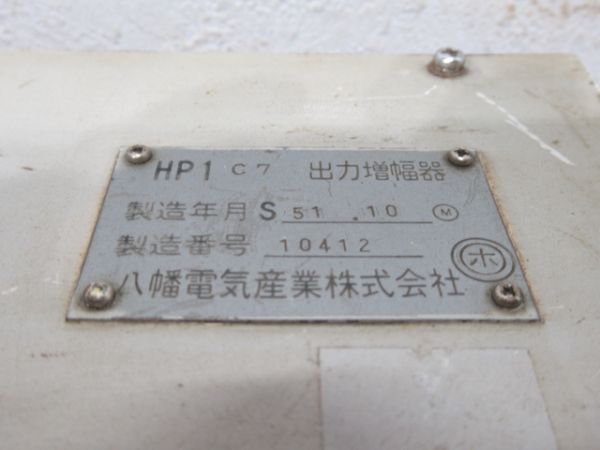 HP1 C7 出力増幅器
製造年月 S 51.10 Ⓜ
製造番号 10412
八幡電気産業株式会社 ホ